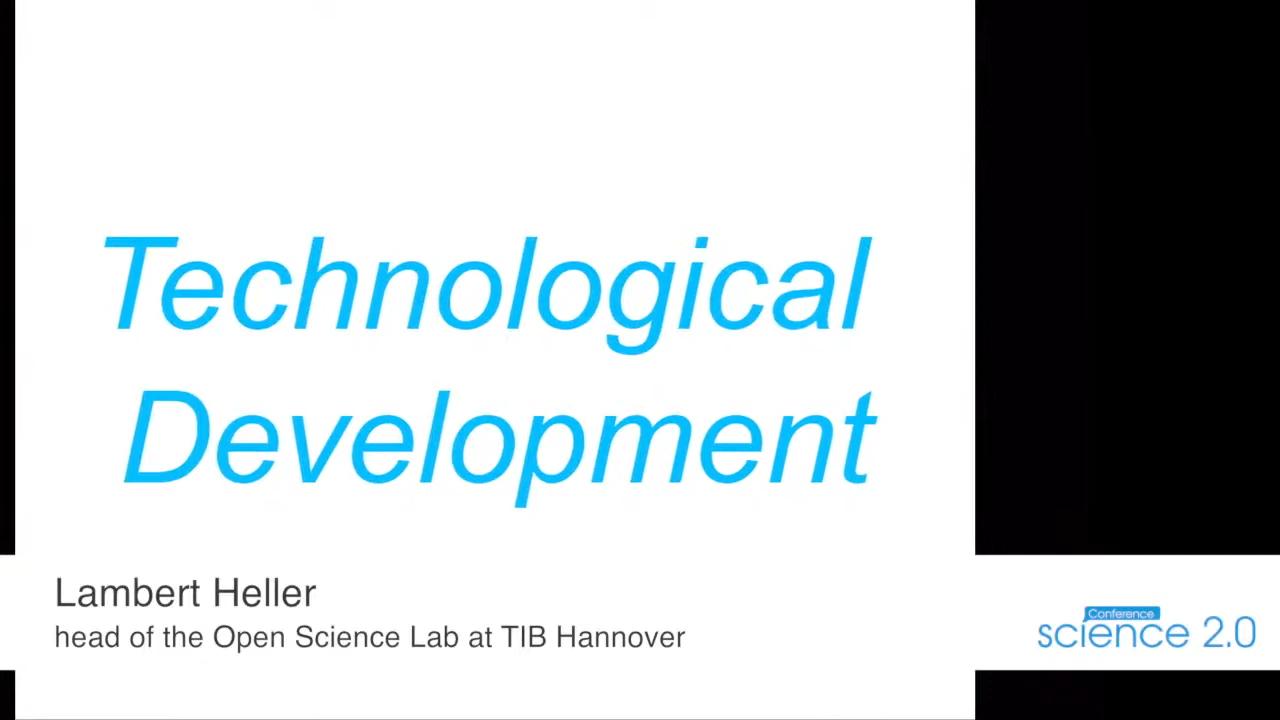 Technological
Development
Lambert Heller
head of the Open Science Lab at TIB Hannover
Conference
science 2.0